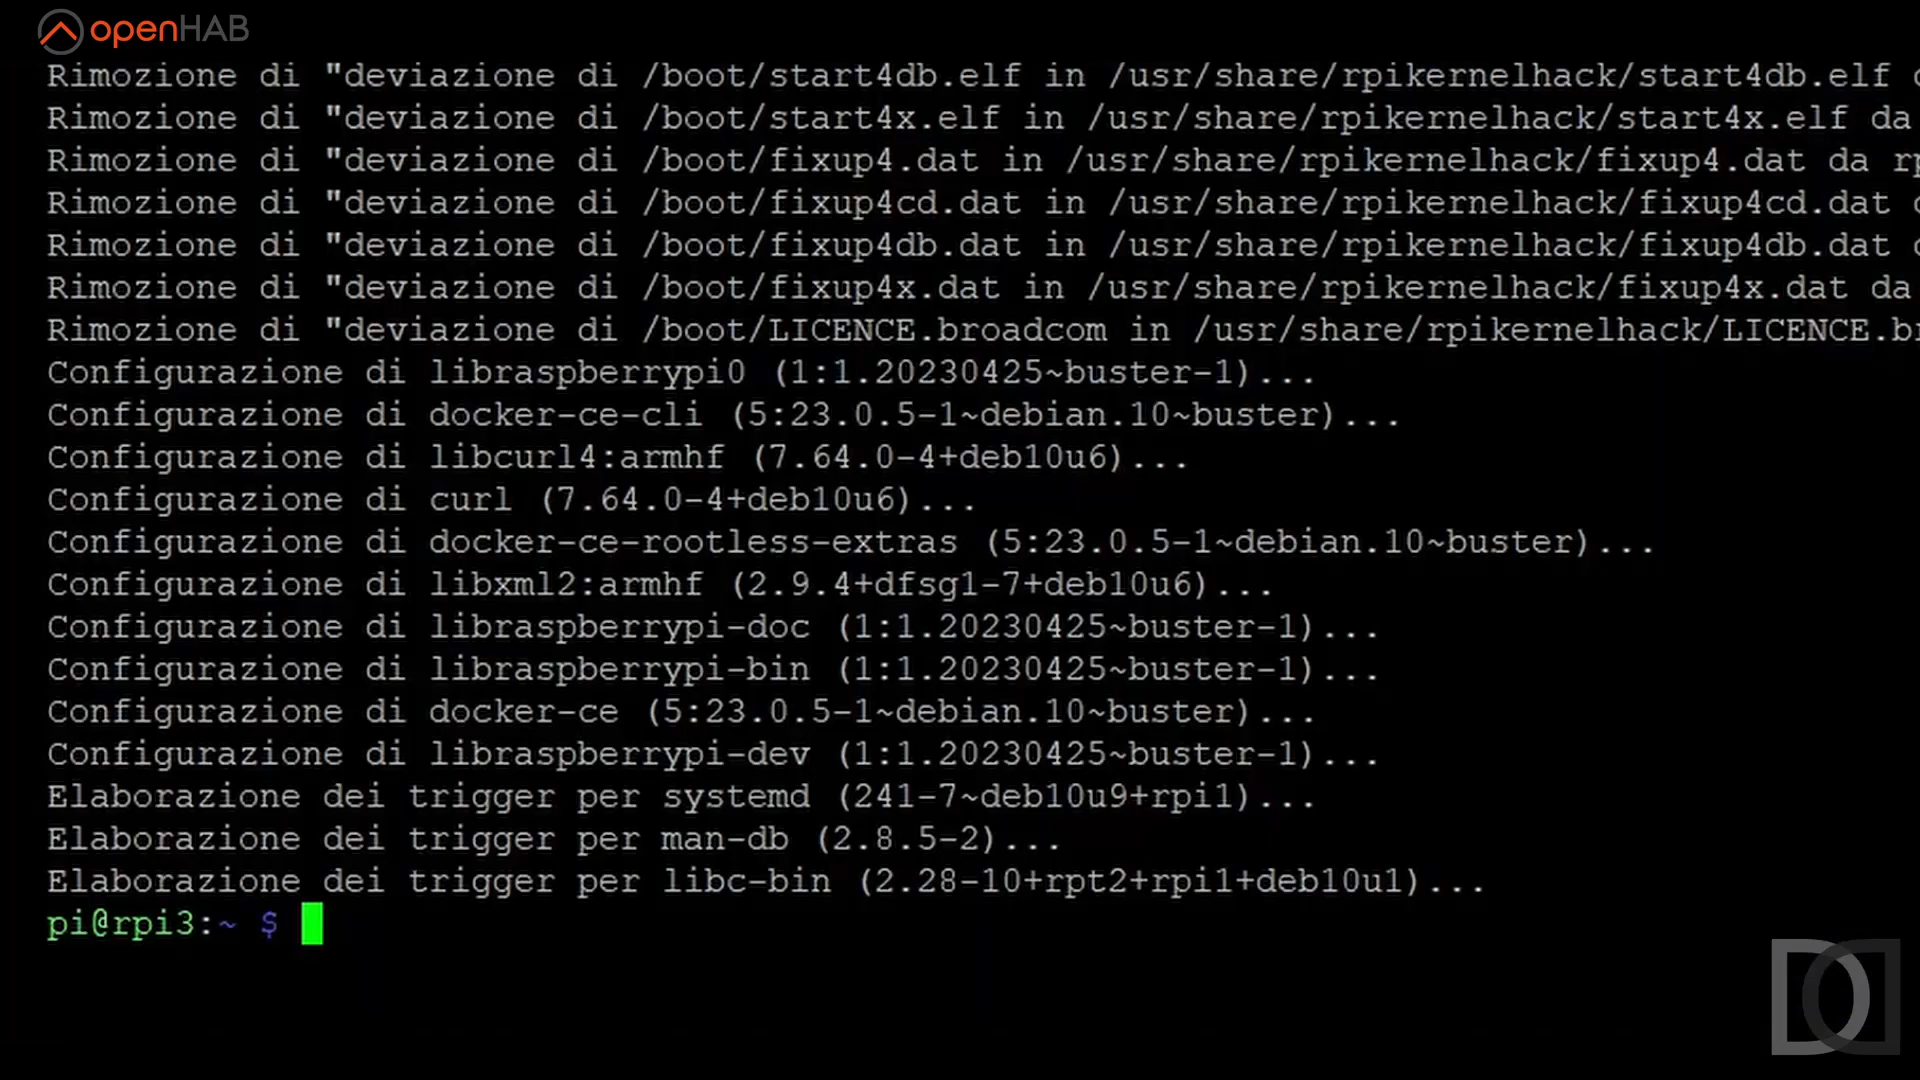 openHAB
Rimozione di "deviazione di /boot/start4db.elf in /usr/share/rpikernelhack/start4db.elf
Rimozione di "deviazione di /boot/start4x.elf in /usr/share/rpikernelhack/start4x.elf da
Rimozione di "deviazione di /boot/fixup4.dat in /usr/share/rpikernelhack/fixup4.dat da rp
Rimozione di "deviazione di /boot/fixup4cd.dat in /usr/share/rpikernelhack/fixup4cd.dat
Rimozione di "deviazione di /boot/fixup4db.dat in /usr/share/rpikernelhack/fixup4db.dat
Rimozione di "deviazione di /boot/fixup4x.dat in /usr/share/rpikernelhack/fixup4x.dat da
Rimozione di "deviazione di /boot/LICENCE.broadcom in /usr/share/rpikernelhack/LICENCE.br
Configurazione di libraspberrypi0 (1:1.20230425~buster-1)...
Configurazione di docker-ce-cli (5:23.0.5-1~debian.10~buster)...
Configurazione di libcurl4:armhf (7.64.0-4+deb10u6)...
Configurazione di curl (7.64.0-4+deb10u6)...
Configurazione di docker-ce-rootless-extras (5:23.0.5-1~debian.10~buster)...
Configurazione di libxml2:armhf (2.9.4+dfsg1-7+deb10u6)...
Configurazione di libraspberrypi-doc (1:1.20230425~buster-1)...
Configurazione di libraspberrypi-bin (1:1.20230425~buster-1)...
Configurazione di docker-ce (5:23.0.5-1~debian.10~buster)...
Configurazione di libraspberrypi-dev (1:1.20230425~buster-1)...
Elaborazione dei trigger per systemd (241-7~deb10u9+rpi1)...
Elaborazione dei trigger per man-db (2.8.5-2)...
Elaborazione dei trigger per libc-bin (2.28-10+rpt2+rpi1+deb10u1)...
pi@rpi3:~ $